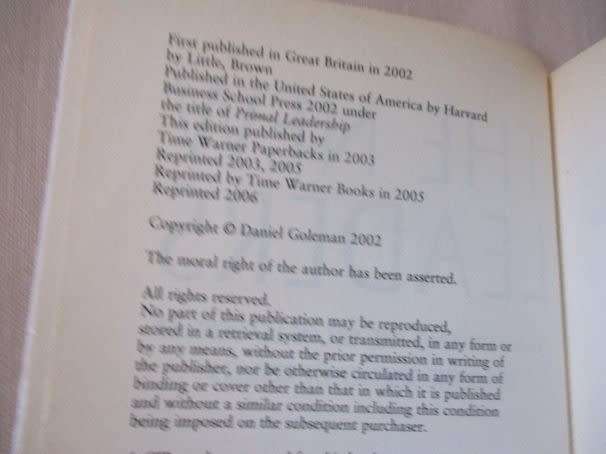 First published in Great Britain in 2002
by Little, Brown
Published in the United States of America by Harvard
Business School Press 2002 under
the title of Primal Leadership
This edition published by
Time Warner Paperbacks in 2003
Reprinted 2003, 2005
Reprinted by Time Warner Books in 2005
Reprinted 2006
Copyright © Daniel Goleman 2002
The moral right of the author has been asserted.
All rights reserved.
No part of this publication may be reproduced,
stored in a retrieval system, or transmitted, in any form or
by any means, without the prior permission in writing of
the publisher, nor be otherwise circulated in any form of
binding or cover other than that in which it is published
and without a similar condition including this condition
being imposed on the subsequent purchaser.